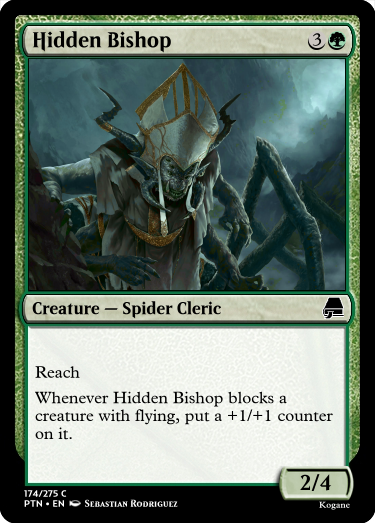 Hidden Bishop
3
Creature — Spider Cleric
Reach
Whenever Hidden Bishop blocks a
creature with flying, put a +1/+1 counter
on it.
2/4
174/275 C
PTN • EN Sebastian Rodriguez
Kogane